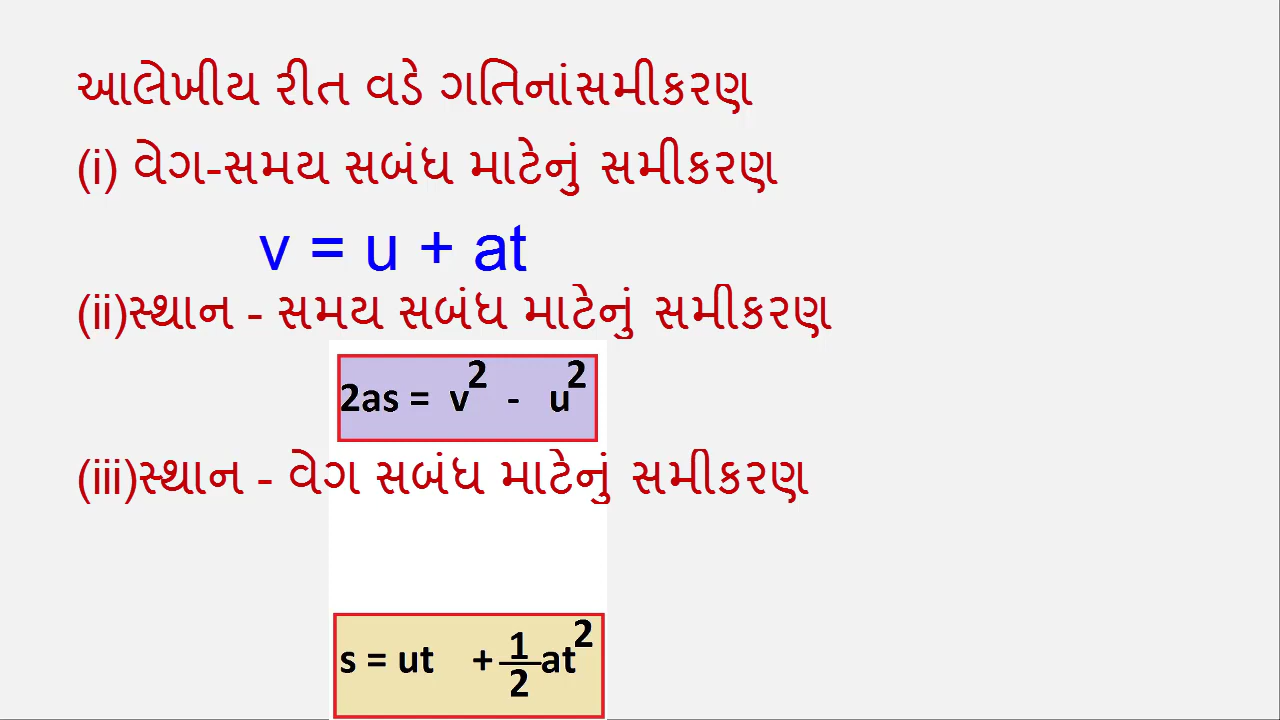 આલેખીય રીત વડે ગતિનાંસમીકરણ
(i) વેગ-સમય સબંધ માટેનું સમીકરણ
v = u + at
(ii)સ્થાન - સમય સબંધ માટેનું સમીકરણ
2as = v² - u²
(iii)સ્થાન - વેગ સબંધ માટેનું સમીકરણ
s = ut + 1/2 at²